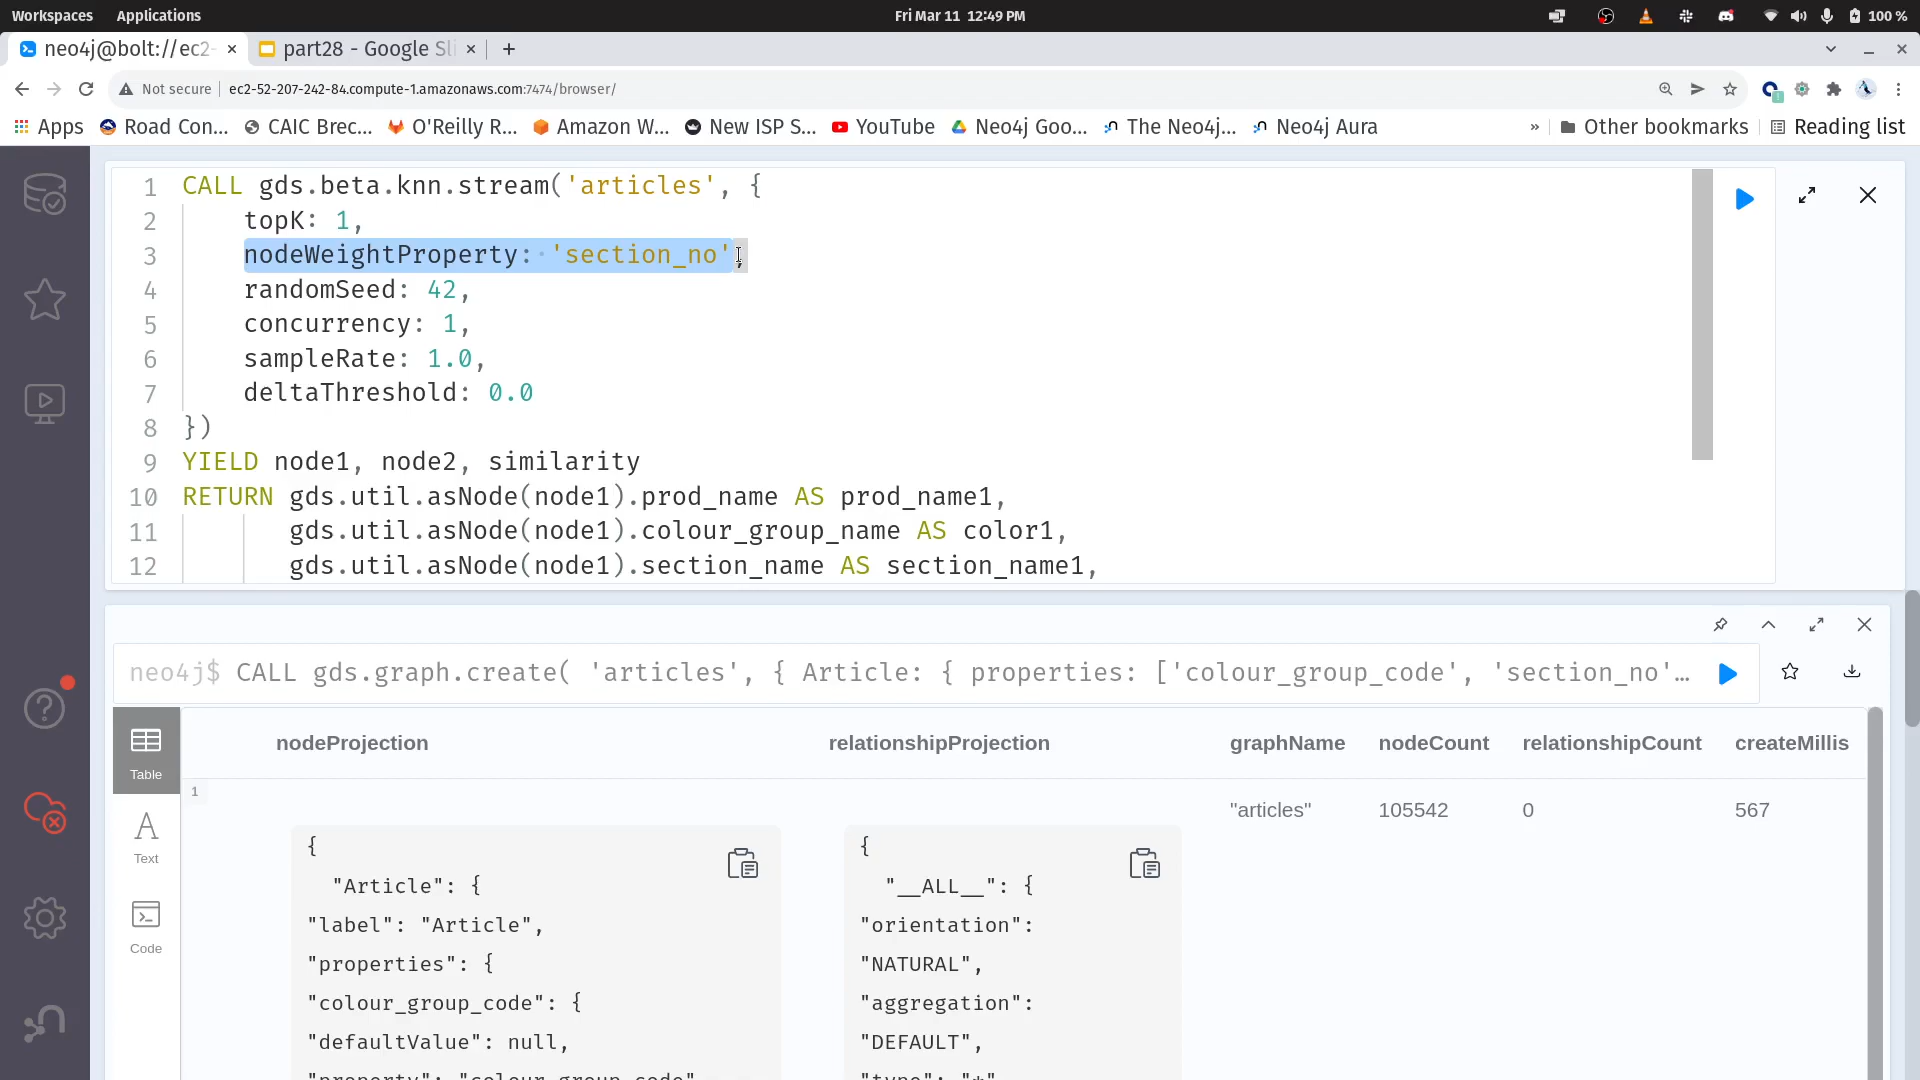 Workspaces Applications Fri Mar 11 12:49 PM 100 %
neo4j@bolt://ec2- part28 - Google Sli
Not secure ec2-52-207-242-84.compute-1.amazonaws.com:7474/browser/
Apps Road Con... CAIC Brec... O'Reilly R... Amazon W... New ISP S... YouTube Neo4j Goo... The Neo4j... Neo4j Aura » Other bookmarks Reading list
1 CALL gds.beta.knn.stream('articles', {
2 topK: 1,
3 nodeWeightProperty: 'section_no',
4 randomSeed: 42,
5 concurrency: 1,
6 sampleRate: 1.0,
7 deltaThreshold: 0.0
8 })
9 YIELD node1, node2, similarity
10 RETURN gds.util.asNode(node1).prod_name AS prod_name1,
11 gds.util.asNode(node1).colour_group_name AS color1,
12 gds.util.asNode(node1).section_name AS section_name1,
neo4j$ CALL gds.graph.create( 'articles', { Article: { properties: ['colour_group_code', 'section_no'…
nodeProjection relationshipProjection graphName nodeCount relationshipCount createMillis
Table
1
"articles" 105542 0 567
Text
Code
{
"Article": {
"label": "Article",
"properties": {
"colour_group_code": {
"defaultValue": null,
"property": "colour_group_code"
{
"__ALL__": {
"orientation":
"NATURAL",
"aggregation":
"DEFAULT",
"type": "*"